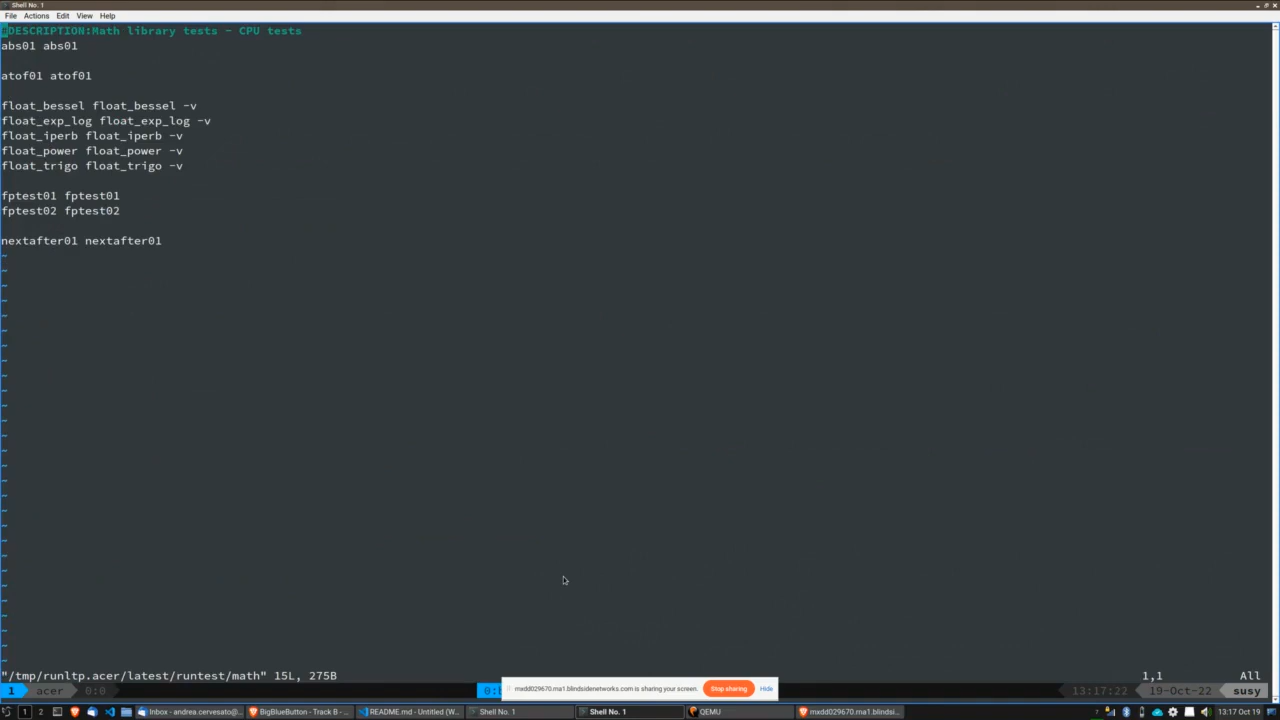 Shell No. 1
File Actions Edit View Help
#DESCRIPTION:Math library tests - CPU tests
abs01 abs01
atof01 atof01
float_bessel float_bessel -v
float_exp_log float_exp_log -v
float_iperb float_iperb -v
float_power float_power -v
float_trigo float_trigo -v
fptest01 fptest01
fptest02 fptest02
nextafter01 nextafter01
"/tmp/runltp.acer/latest/runtest/math" 15L, 275B 1,1 All
mxdd029670.ma1.blindsidenetworks.com is sharing your screen. Stop sharing Hide
1 acer 0:0 13:17:22 19-Oct-22 susy
1 2 Inbox - andrea.cervesato@... BigBlueButton - Track B - ... README.md - Untitled (W... Shell No. 1 Shell No. 1 QEMU mxdd029670.ma1.blindsi... 13:17 Oct 19